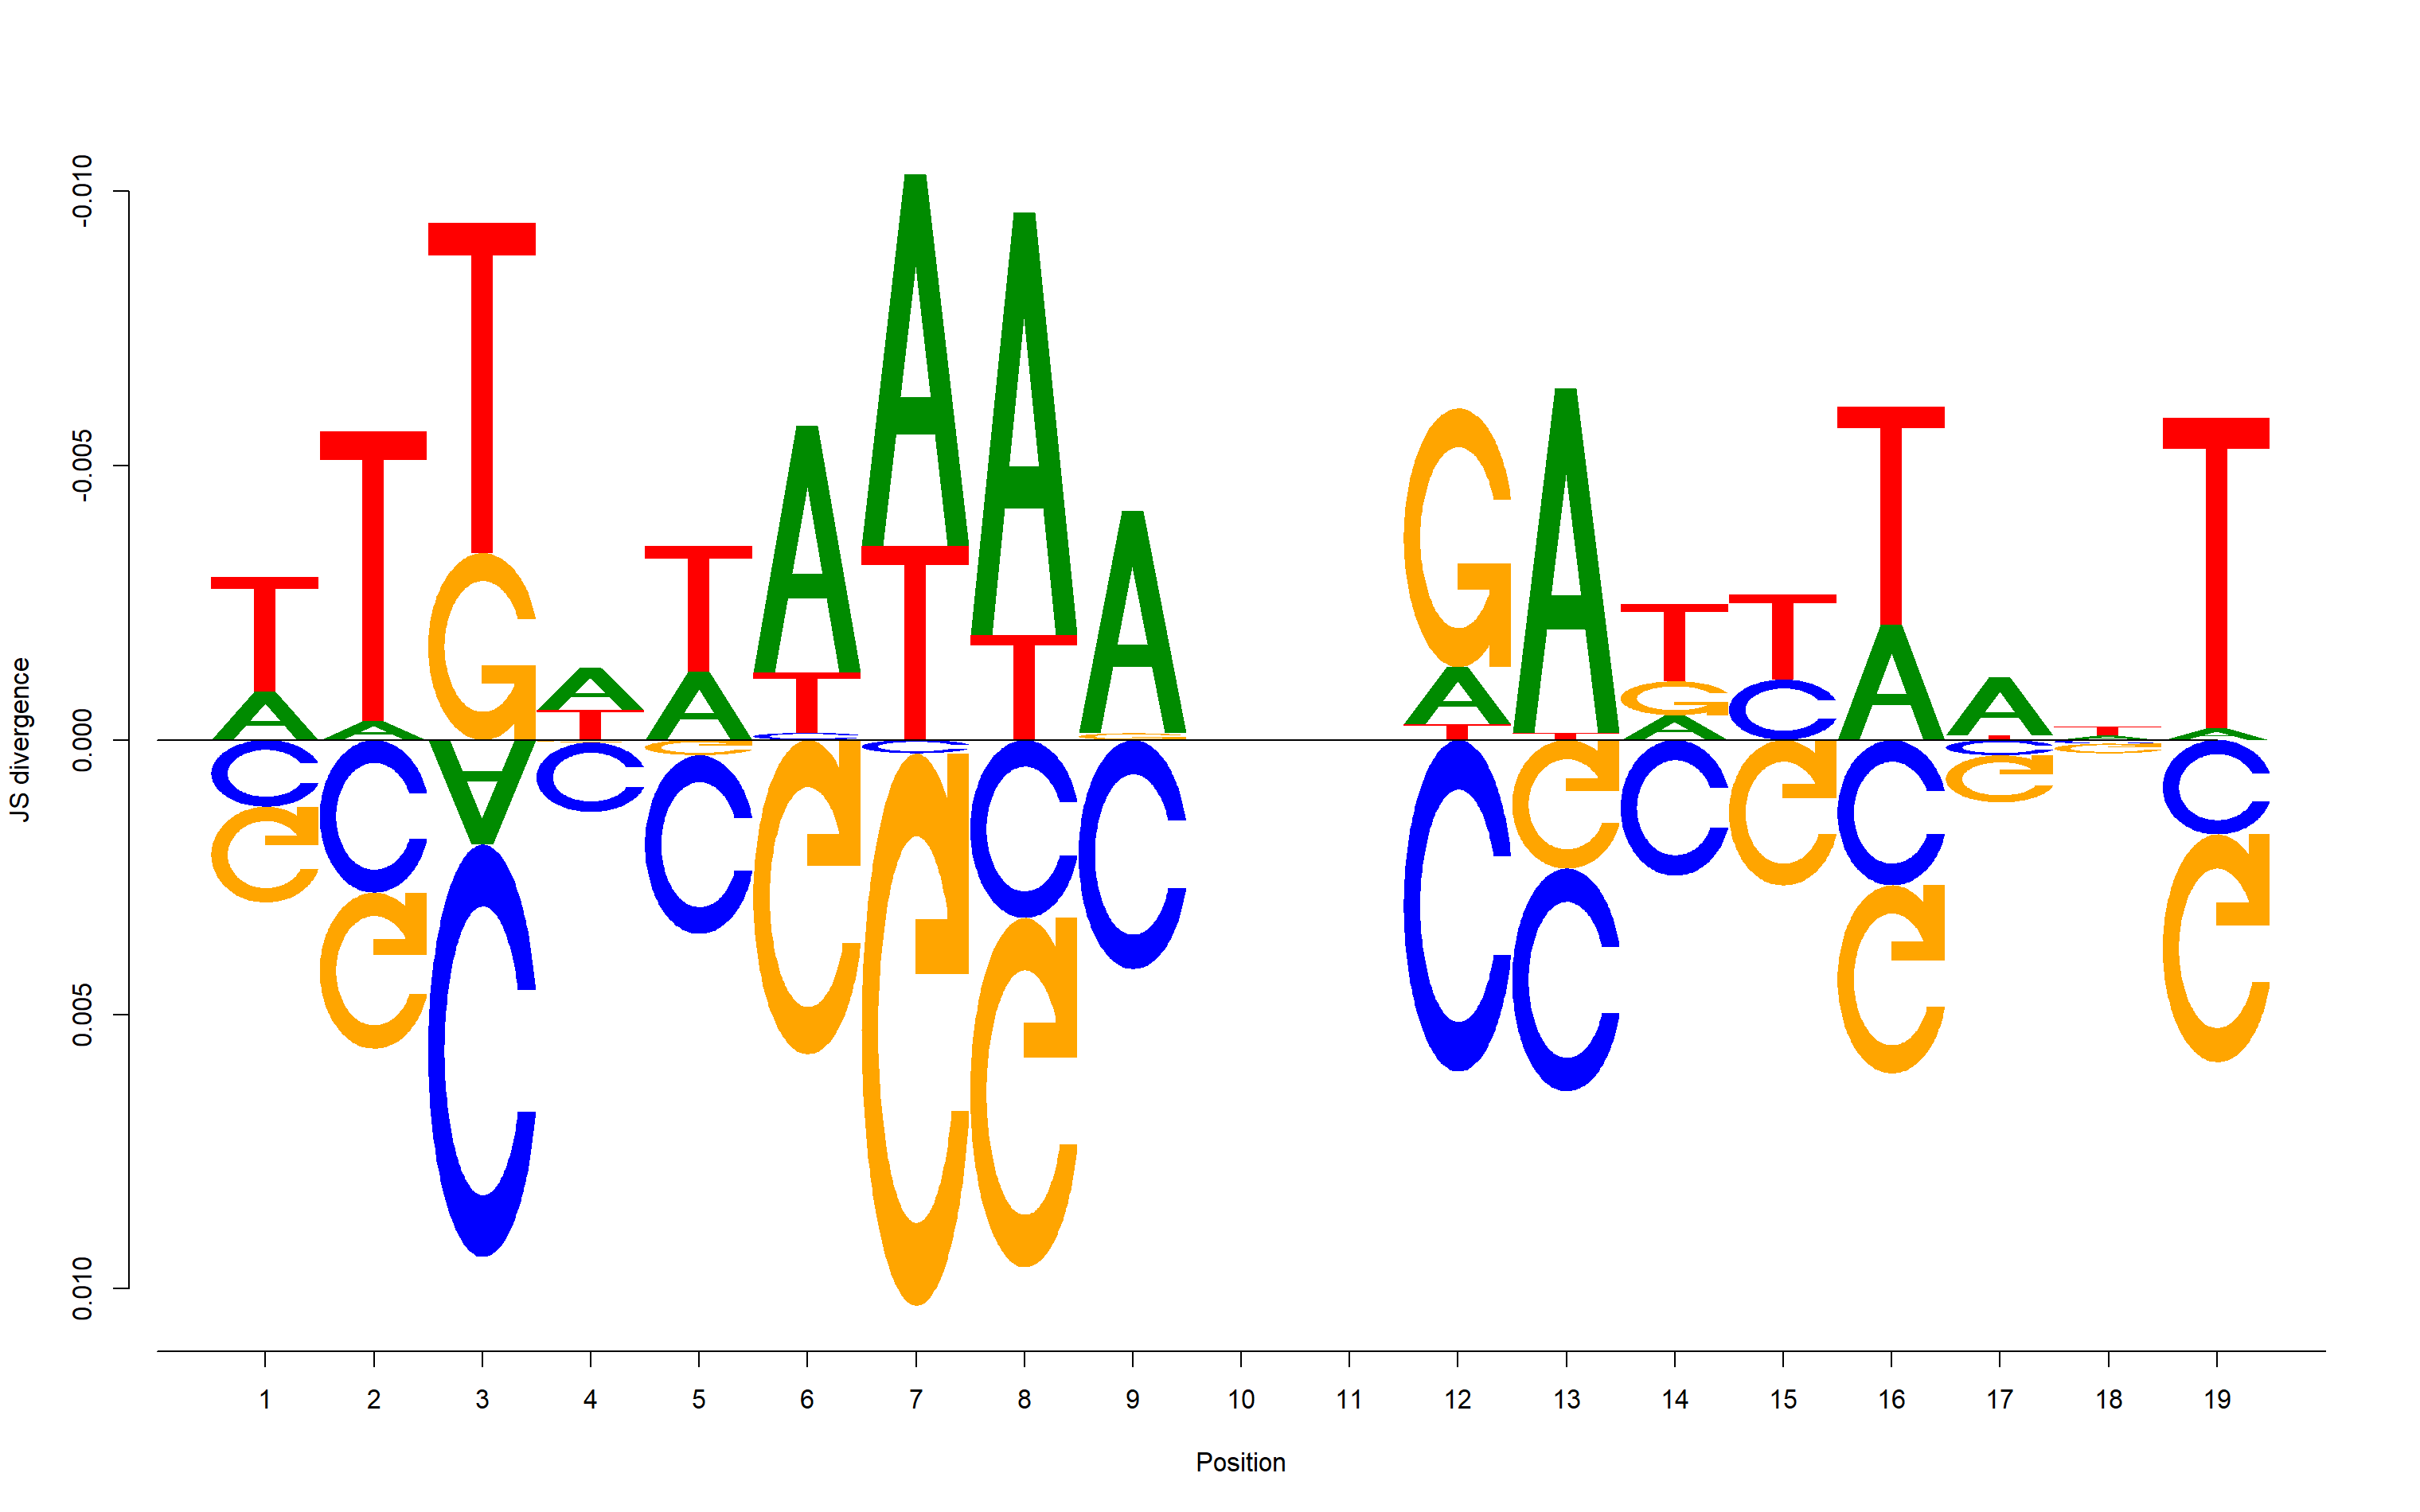 JS divergence
-0.010
-0.005
0.000
0.005
0.010
T T T A T A A A A G A T T T A T T
A A G T A T T T G A T G C A T A A
T A
C
C C A C G C C C C C G C G C C G C
G G C C G G G C G G
1 2 3 4 5 6 7 8 9 10 11 12 13 14 15 16 17 18 19
Position